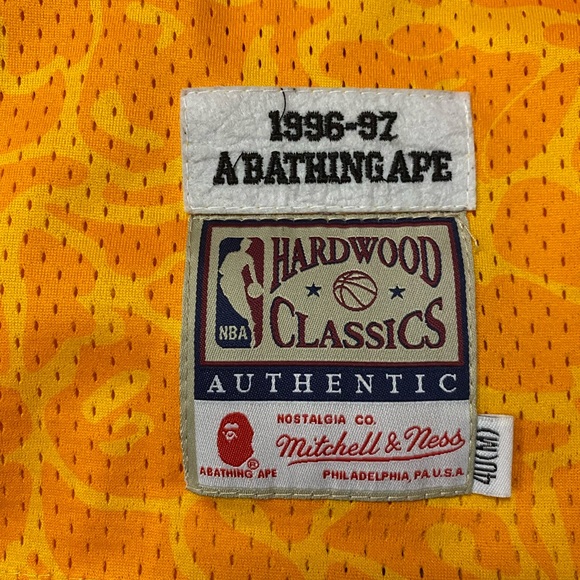 1996-97
A BATHING APE
HARDWOOD
CLASSICS
NBA
AUTHENTIC
NOSTALGIA CO.
Mitchell & Ness
PHILADELPHIA, PA. U.S.A.
A BATHING APE
®
40(M)